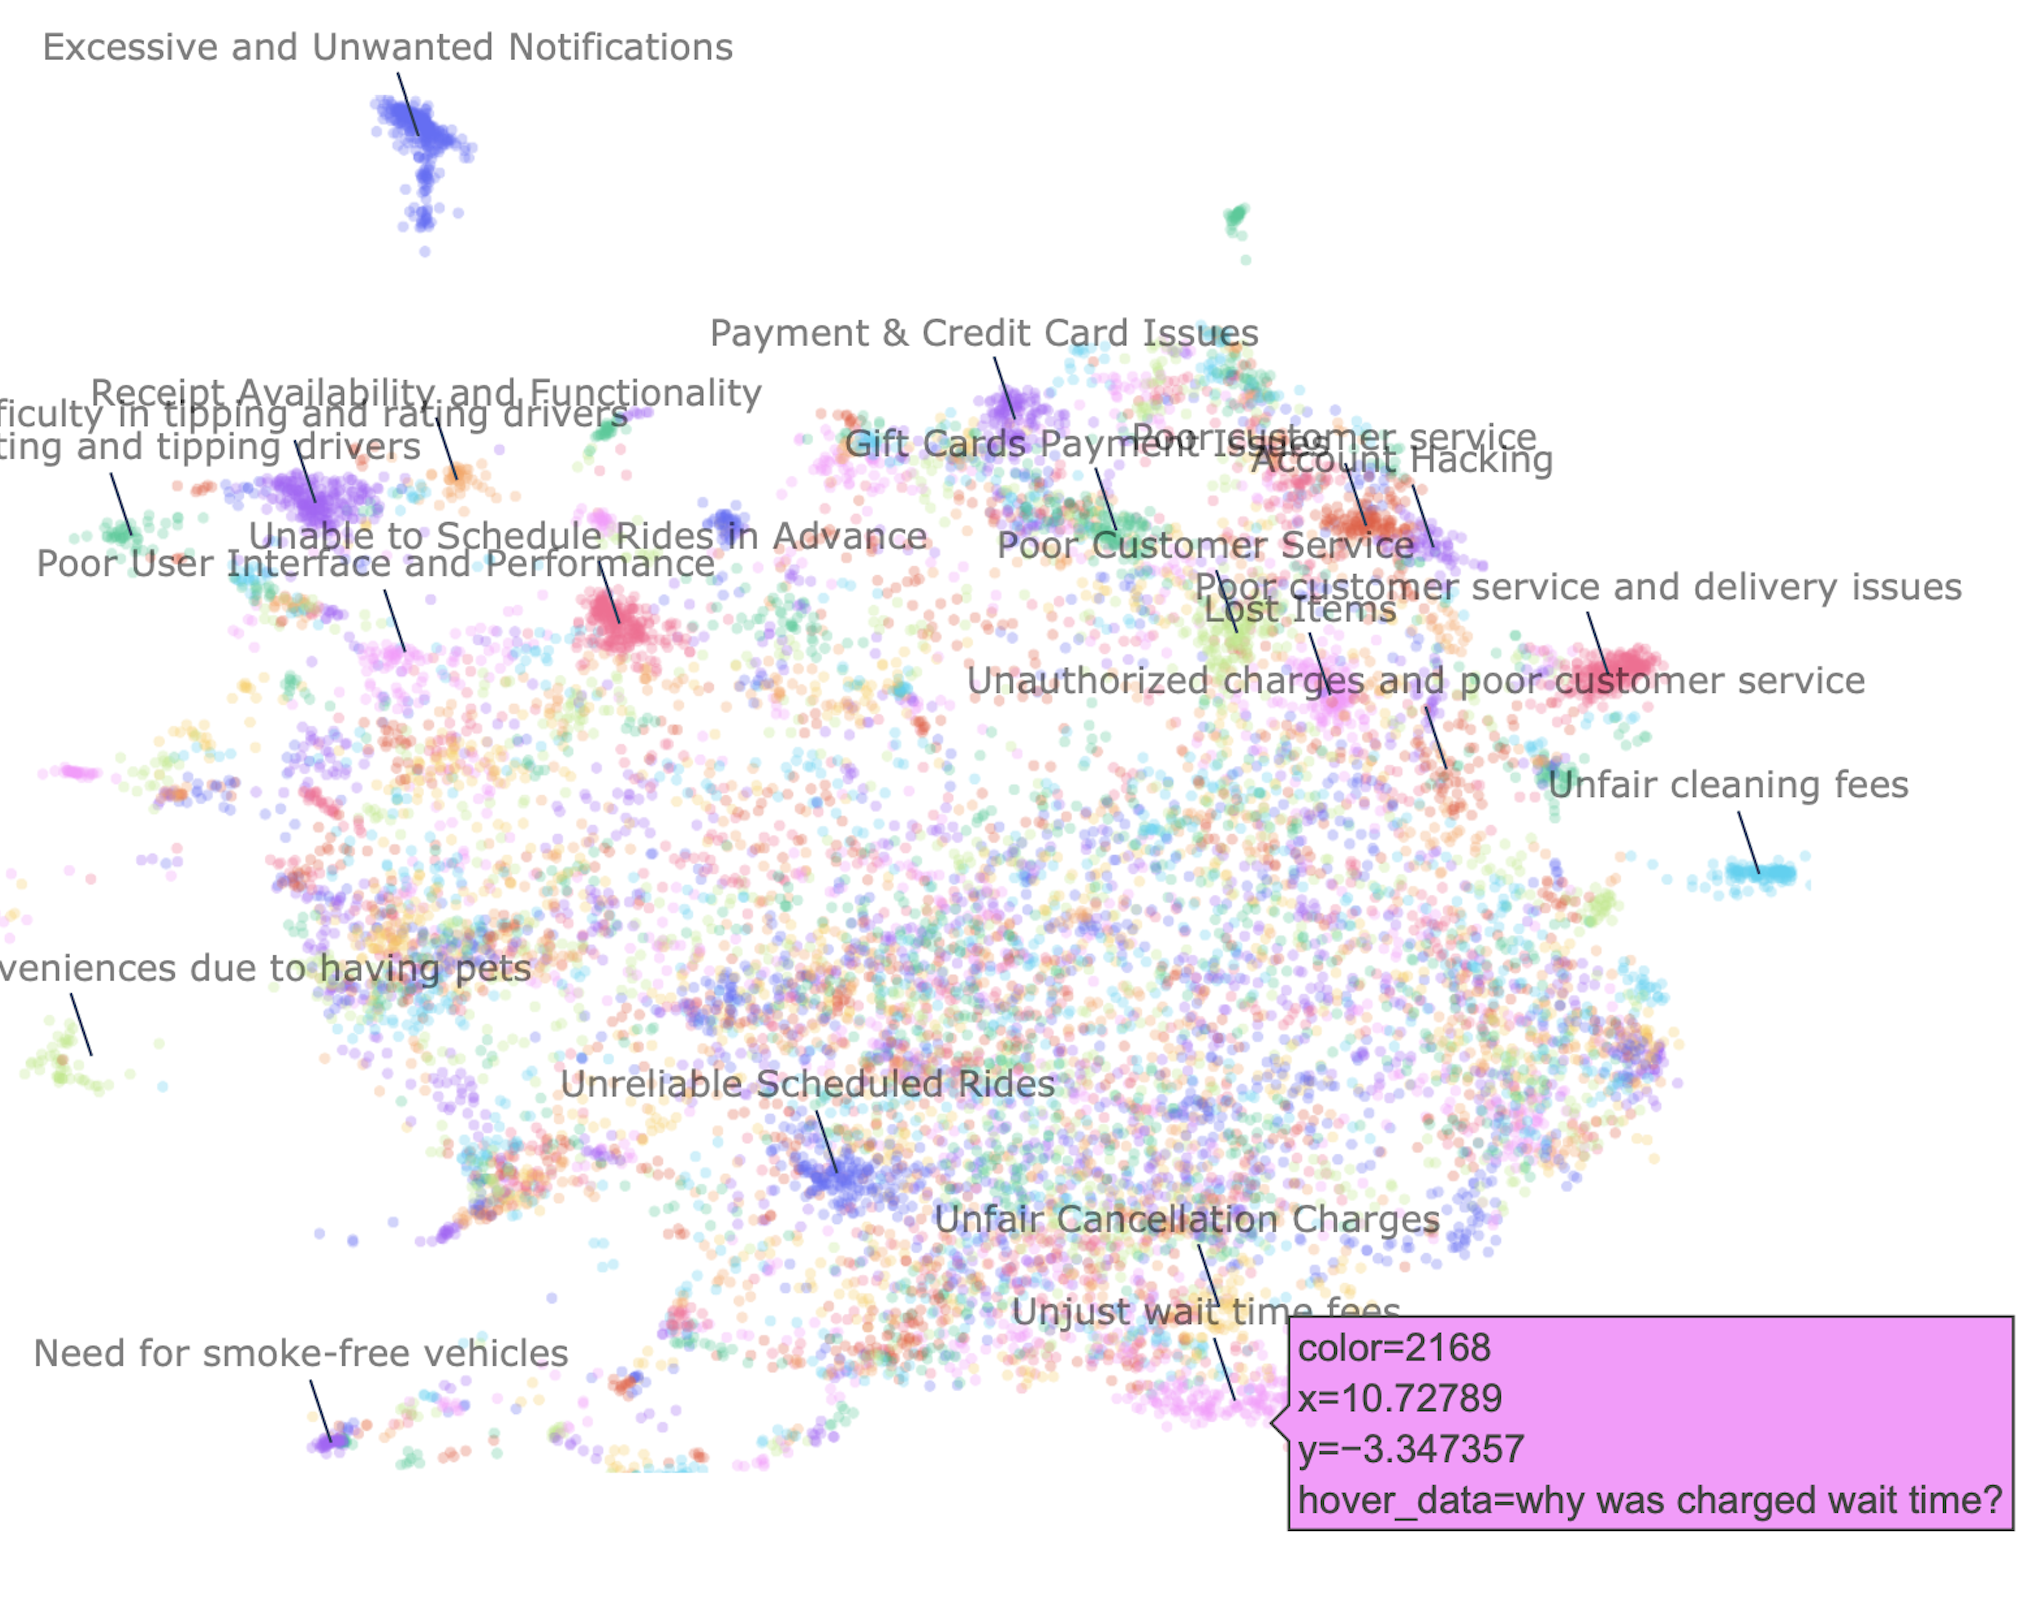 Excessive and Unwanted Notifications
Payment & Credit Card Issues
Receipt Availability and Functionality
ficulty in tipping and rating drivers
ting and tipping drivers
Gift Cards Payment Issues
Poor customer service
Account Hacking
Unable to Schedule Rides in Advance
Poor User Interface and Performance
Poor Customer Service
Poor customer service and delivery issues
Lost Items
Unauthorized charges and poor customer service
Unfair cleaning fees
veniences due to having pets
Unreliable Scheduled Rides
Unfair Cancellation Charges
Unjust wait time fees
Need for smoke-free vehicles
color=2168
x=10.72789
y=−3.347357
hover_data=why was charged wait time?